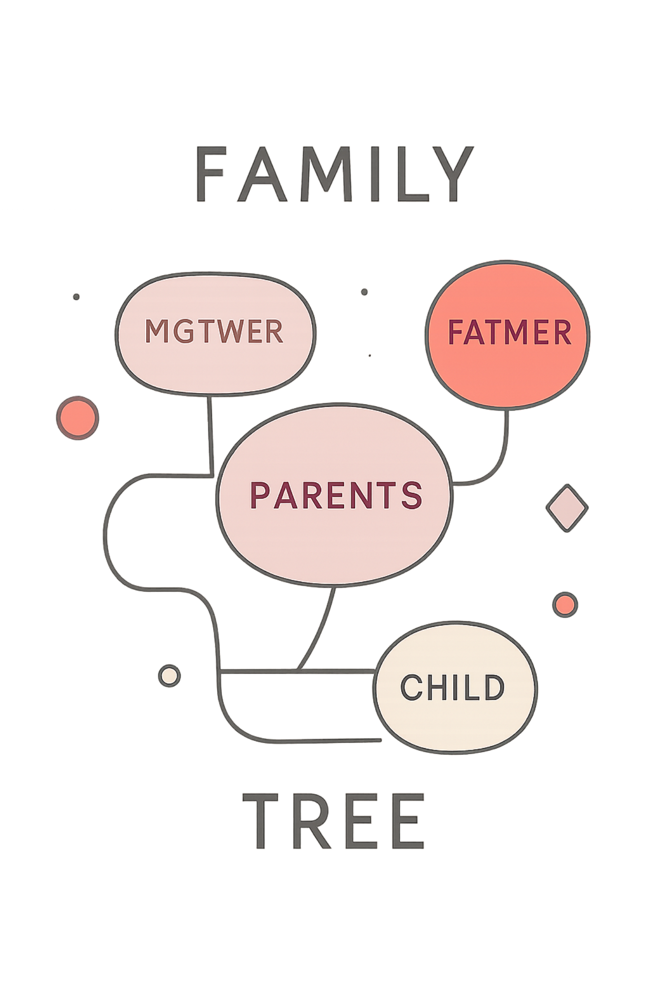 FAMILY
MGTWER
FATMER
PARENTS
CHILD
TREE